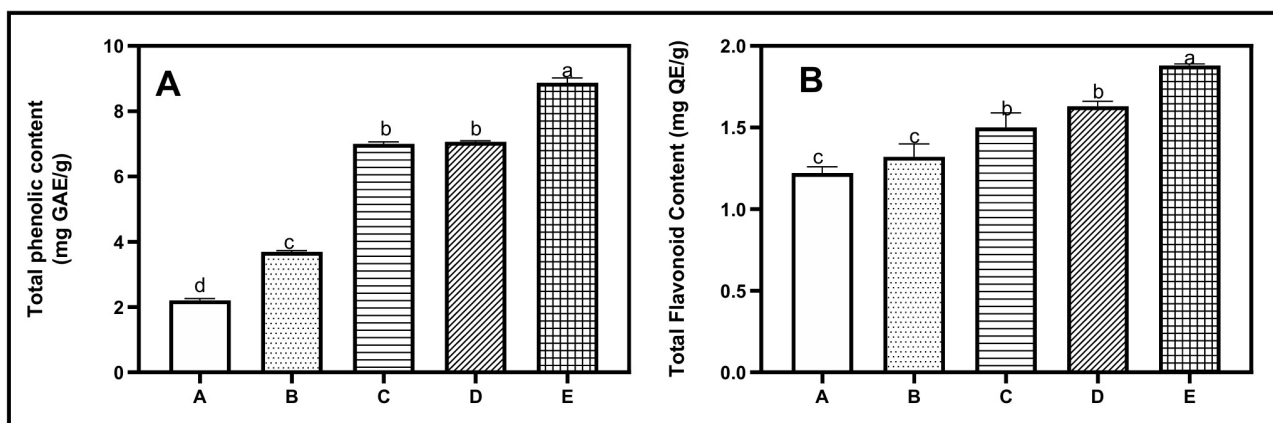 A
Total phenolic content
(mg GAE/g)
10
8
6
4
2
0
d
c
b
b
a
A B C D E
B
Total Flavonoid Content (mg QE/g)
2.0
1.5
1.0
0.5
0.0
c
c
b
b
a
A B C D E